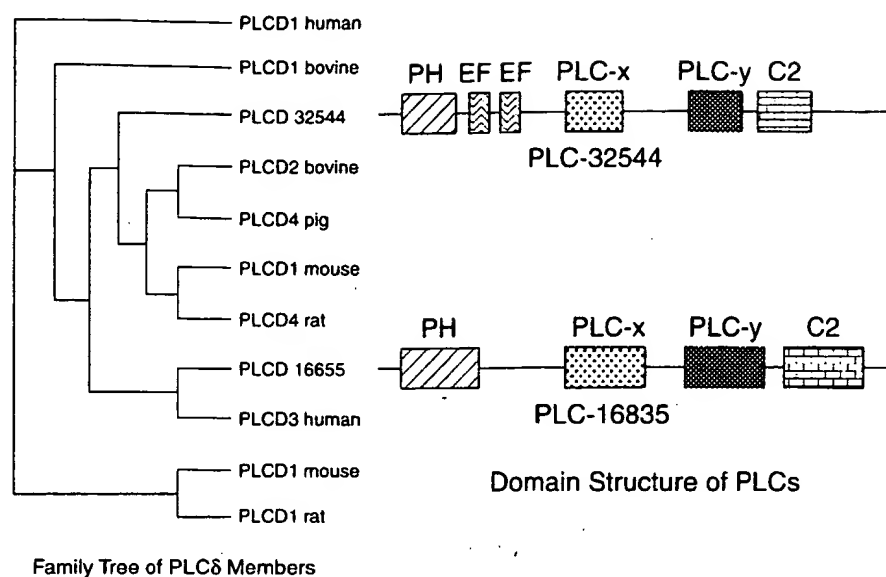 PLCD1 human
PLCD1 bovine
PLCD 32544
PLCD2 bovine
PLCD4 pig
PLCD1 mouse
PLCD4 rat
PLCD 16655
PLCD3 human
PLCD1 mouse
PLCD1 rat
Family Tree of PLCδ Members
PH EF EF PLC-x PLC-y C2
PLC-32544
PH PLC-x PLC-y C2
PLC-16835
Domain Structure of PLCs